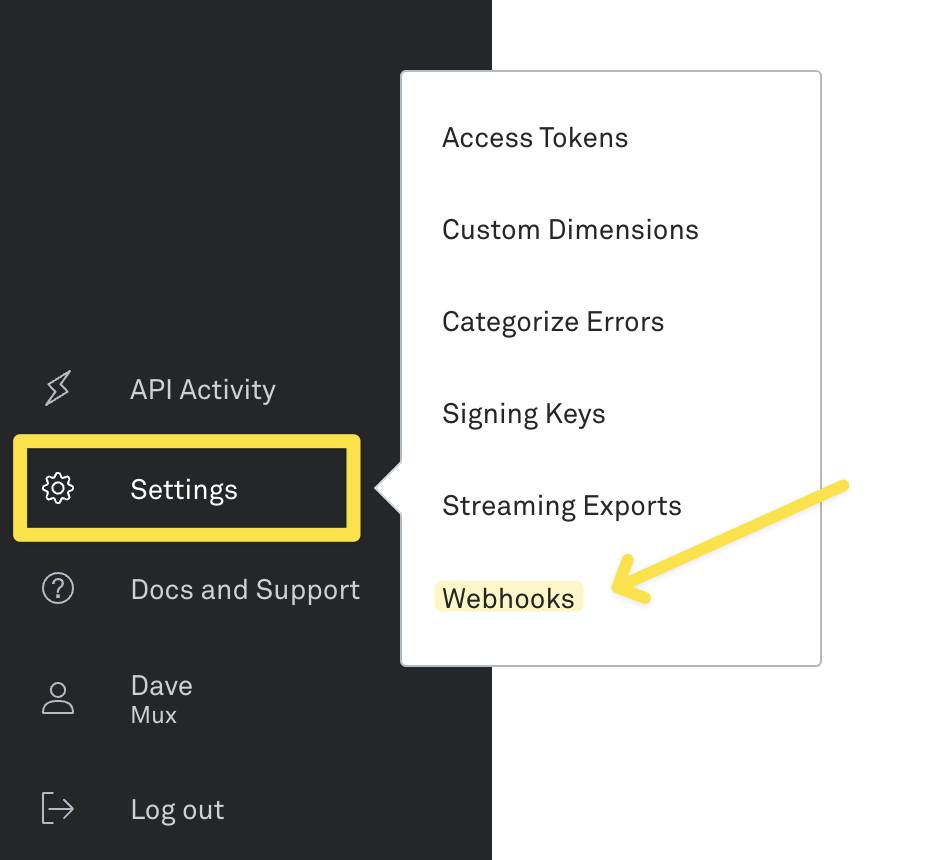 Access Tokens
Custom Dimensions
Categorize Errors
Signing Keys
Streaming Exports
Webhooks
API Activity
Settings
Docs and Support
Dave
Mux
Log out